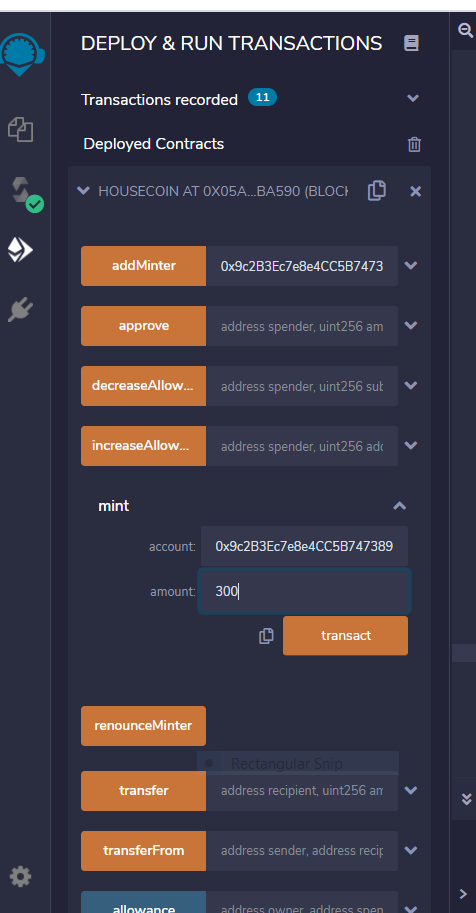 DEPLOY & RUN TRANSACTIONS
Transactions recorded 11
Deployed Contracts
HOUSECOIN AT 0X05A...BA590 (BLOCK
addMinter 0x9c2B3Ec7e8e4CC5B7473
approve address spender, uint256 am
decreaseAllow... address spender, uint256 sub
increaseAllow... address spender, uint256 add
mint
account: 0x9c2B3Ec7e8e4CC5B747389
amount: 300
transact
renounceMinter
Rectangular Snip
transfer address recipient, uint256 am
transferFrom address sender, address recip
allowance address owner, address spen